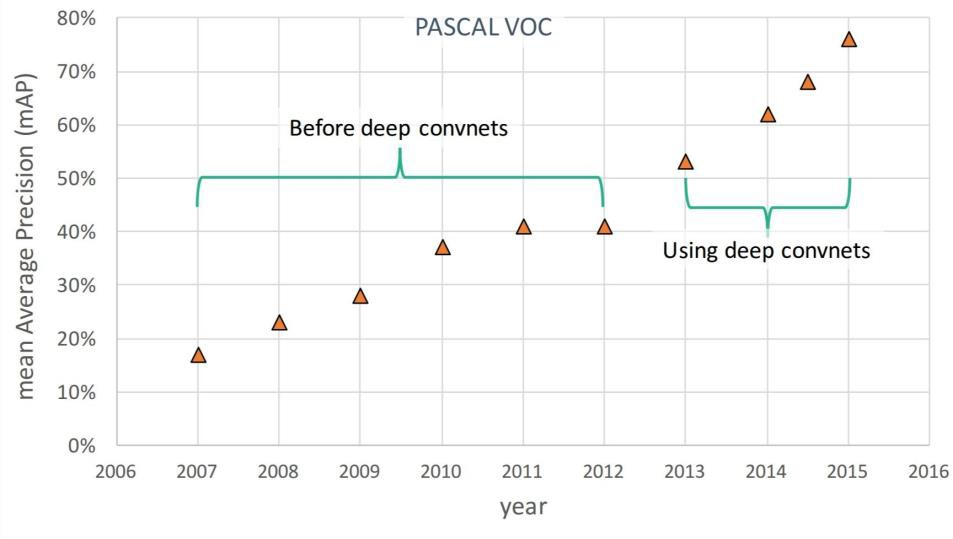 PASCAL VOC
80%
70%
60%
50%
40%
30%
20%
10%
0%
mean Average Precision (mAP)
Before deep convnets
Using deep convnets
2006 2007 2008 2009 2010 2011 2012 2013 2014 2015 2016
year